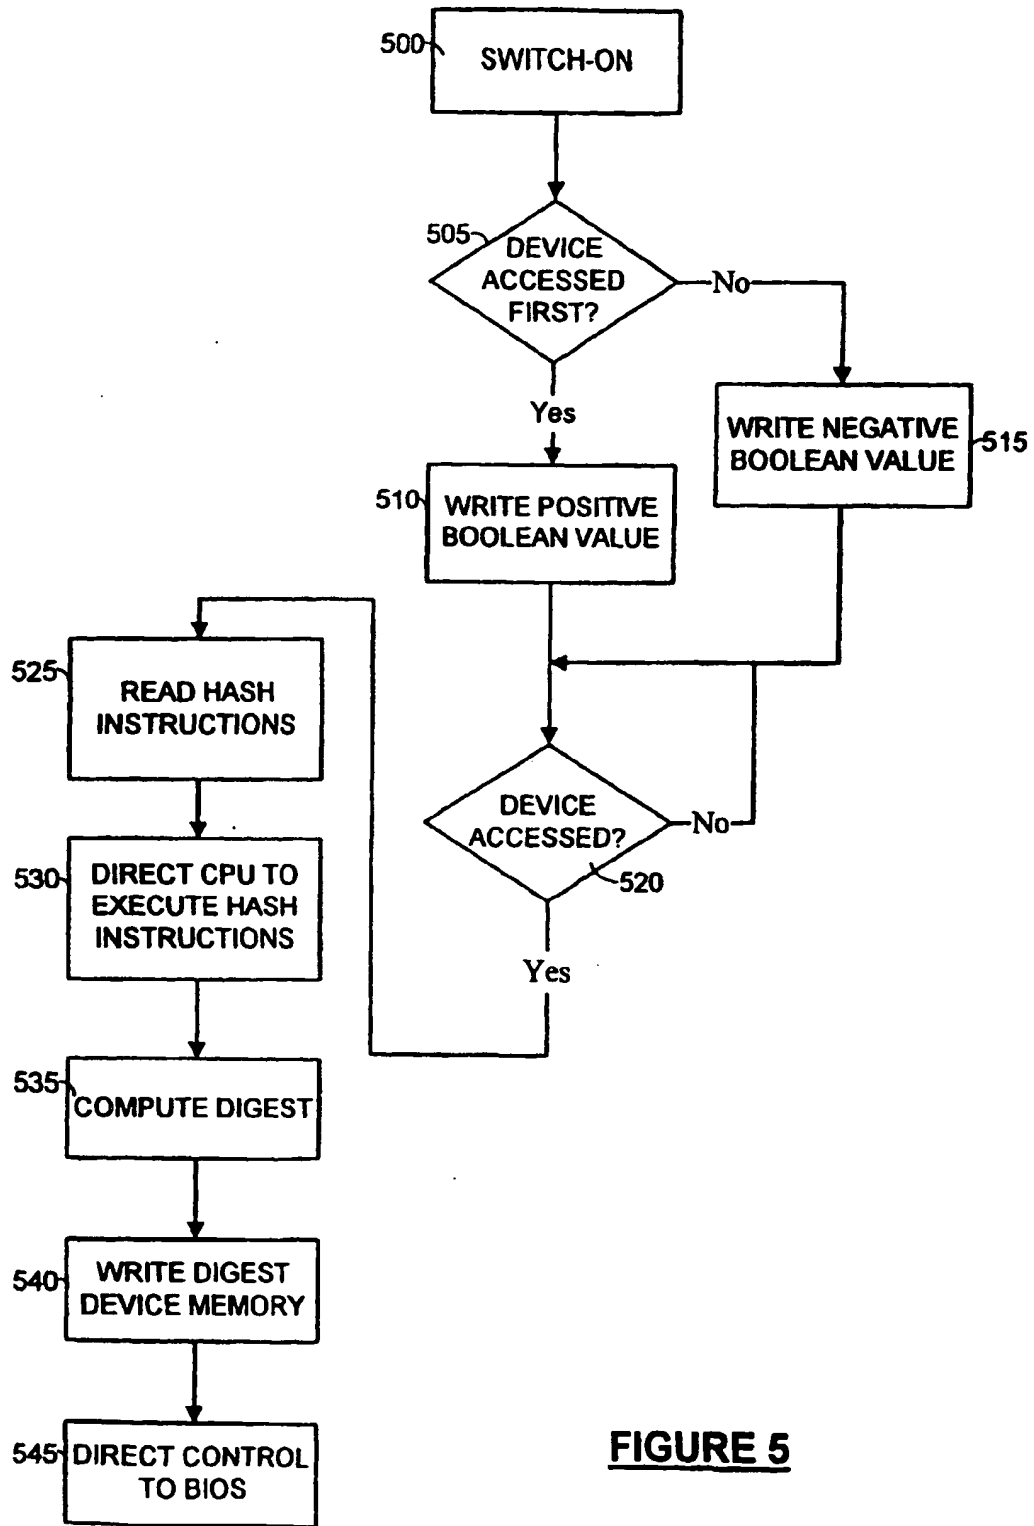 500
SWITCH-ON
505
DEVICE
ACCESSED
FIRST?
No
Yes
WRITE NEGATIVE
BOOLEAN VALUE
515
510
WRITE POSITIVE
BOOLEAN VALUE
DEVICE
ACCESSED?
No
520
Yes
525
READ HASH
INSTRUCTIONS
530
DIRECT CPU TO
EXECUTE HASH
INSTRUCTIONS
535
COMPUTE DIGEST
540
WRITE DIGEST
DEVICE MEMORY
545
DIRECT CONTROL
TO BIOS
FIGURE 5